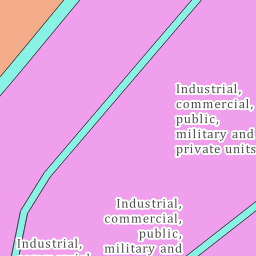 Industrial,
commercial,
public,
military and
private units
Industrial,
commercial,
public,
military and
Industrial,